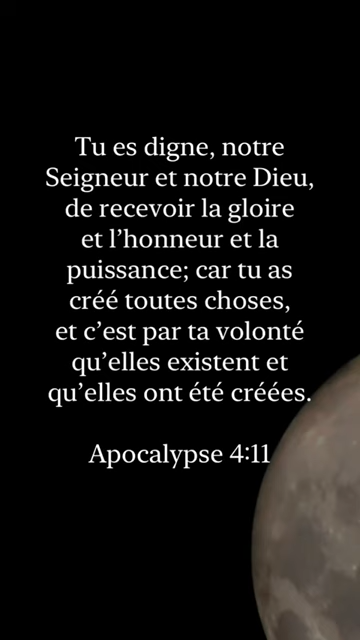 Tu es digne, notre
Seigneur et notre Dieu,
de recevoir la gloire
et l’honneur et la
puissance; car tu as
créé toutes choses,
et c’est par ta volonté
qu’elles existent et
qu’elles ont été créées.
Apocalypse 4:11